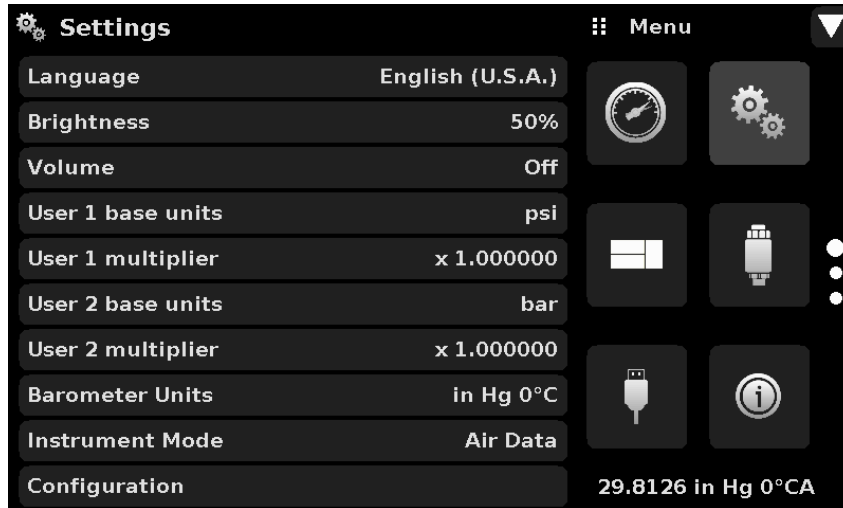 Settings
Language English (U.S.A.)
Brightness 50%
Volume Off
User 1 base units psi
User 1 multiplier x 1.000000
User 2 base units bar
User 2 multiplier x 1.000000
Barometer Units in Hg 0°C
Instrument Mode Air Data
Configuration
Menu
29.8126 in Hg 0°CA